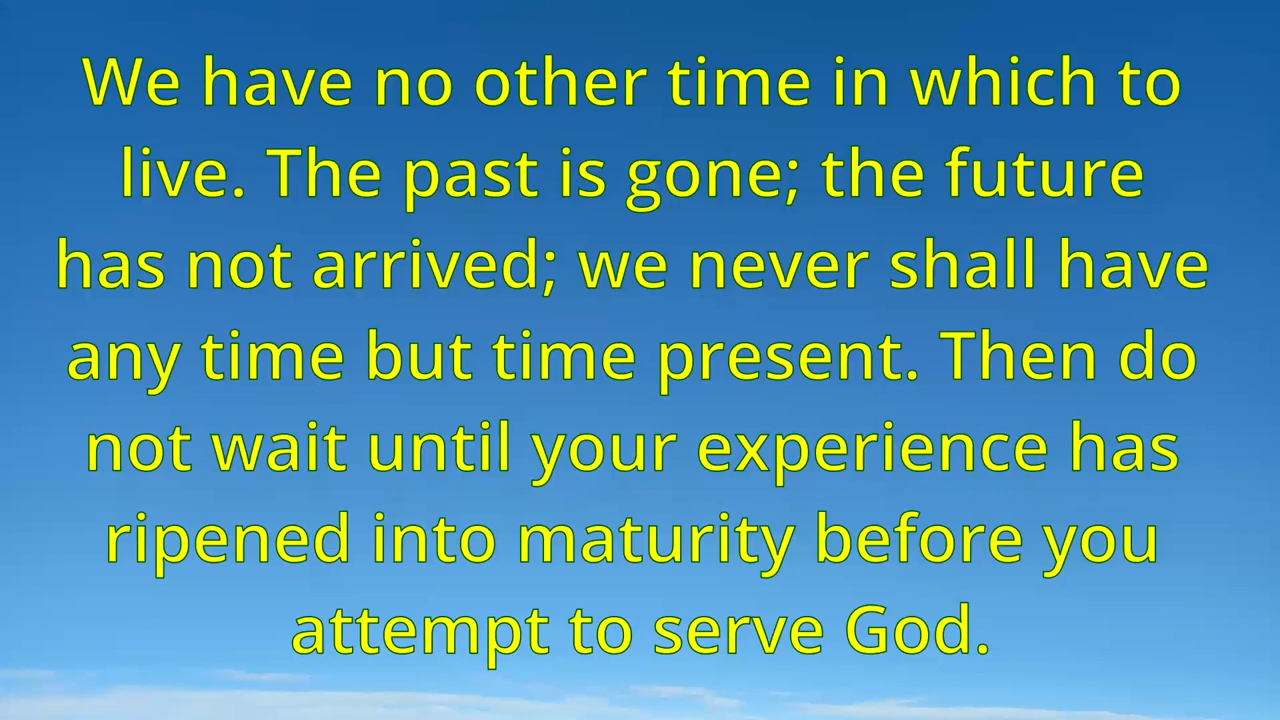 We have no other time in which to
live. The past is gone; the future
has not arrived; we never shall have
any time but time present. Then do
not wait until your experience has
ripened into maturity before you
attempt to serve God.